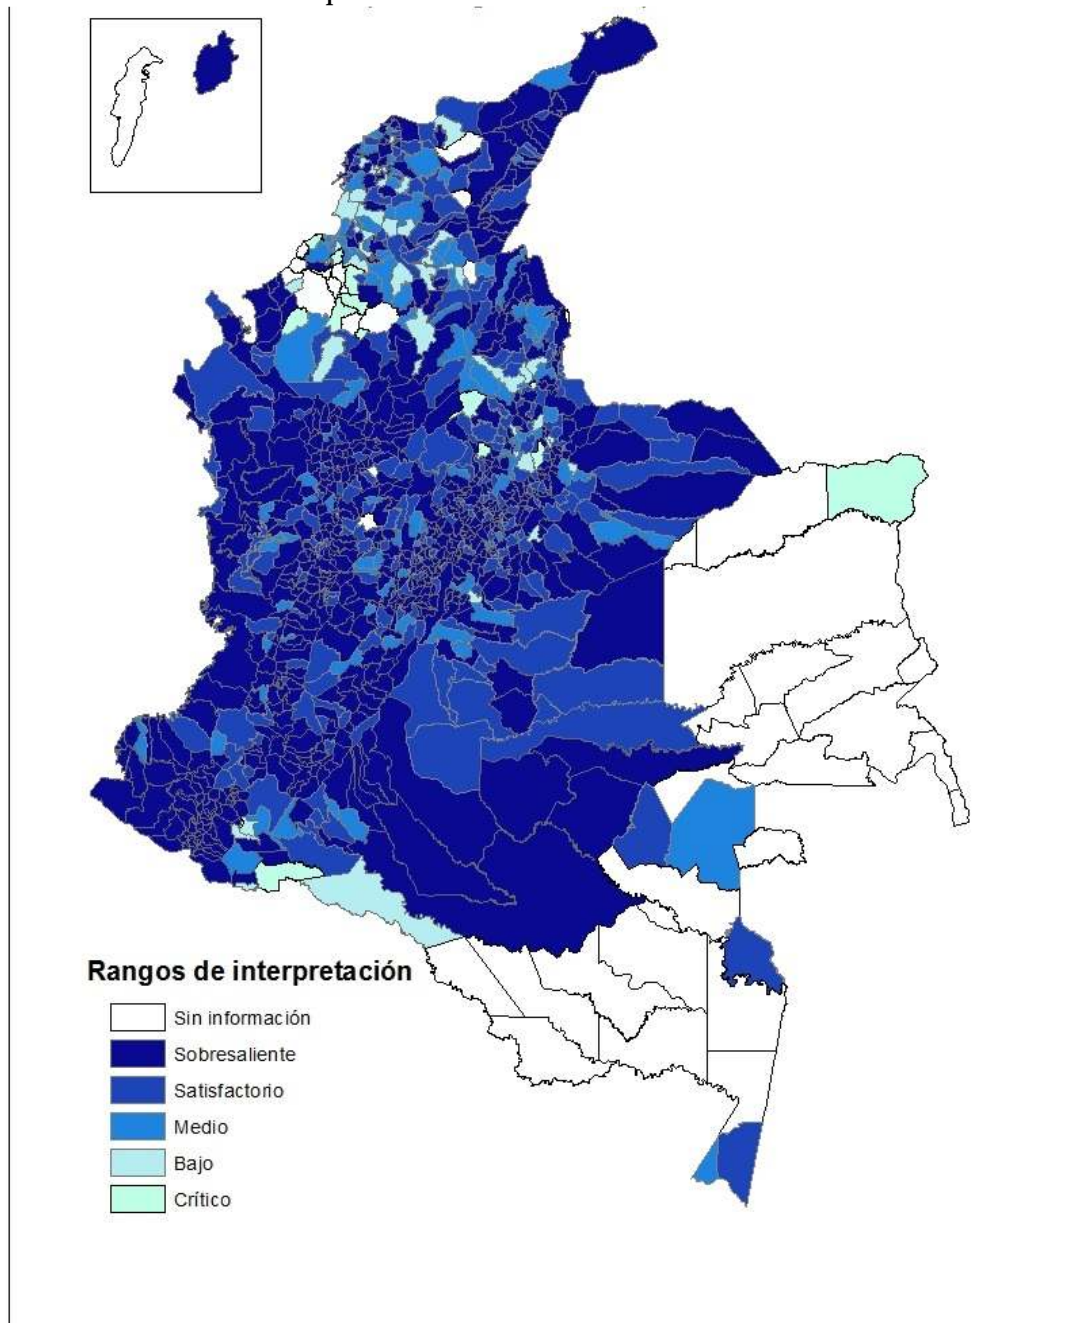 Rangos de interpretación
Sin información
Sobresaliente
Satisfactorio
Medio
Bajo
Crítico